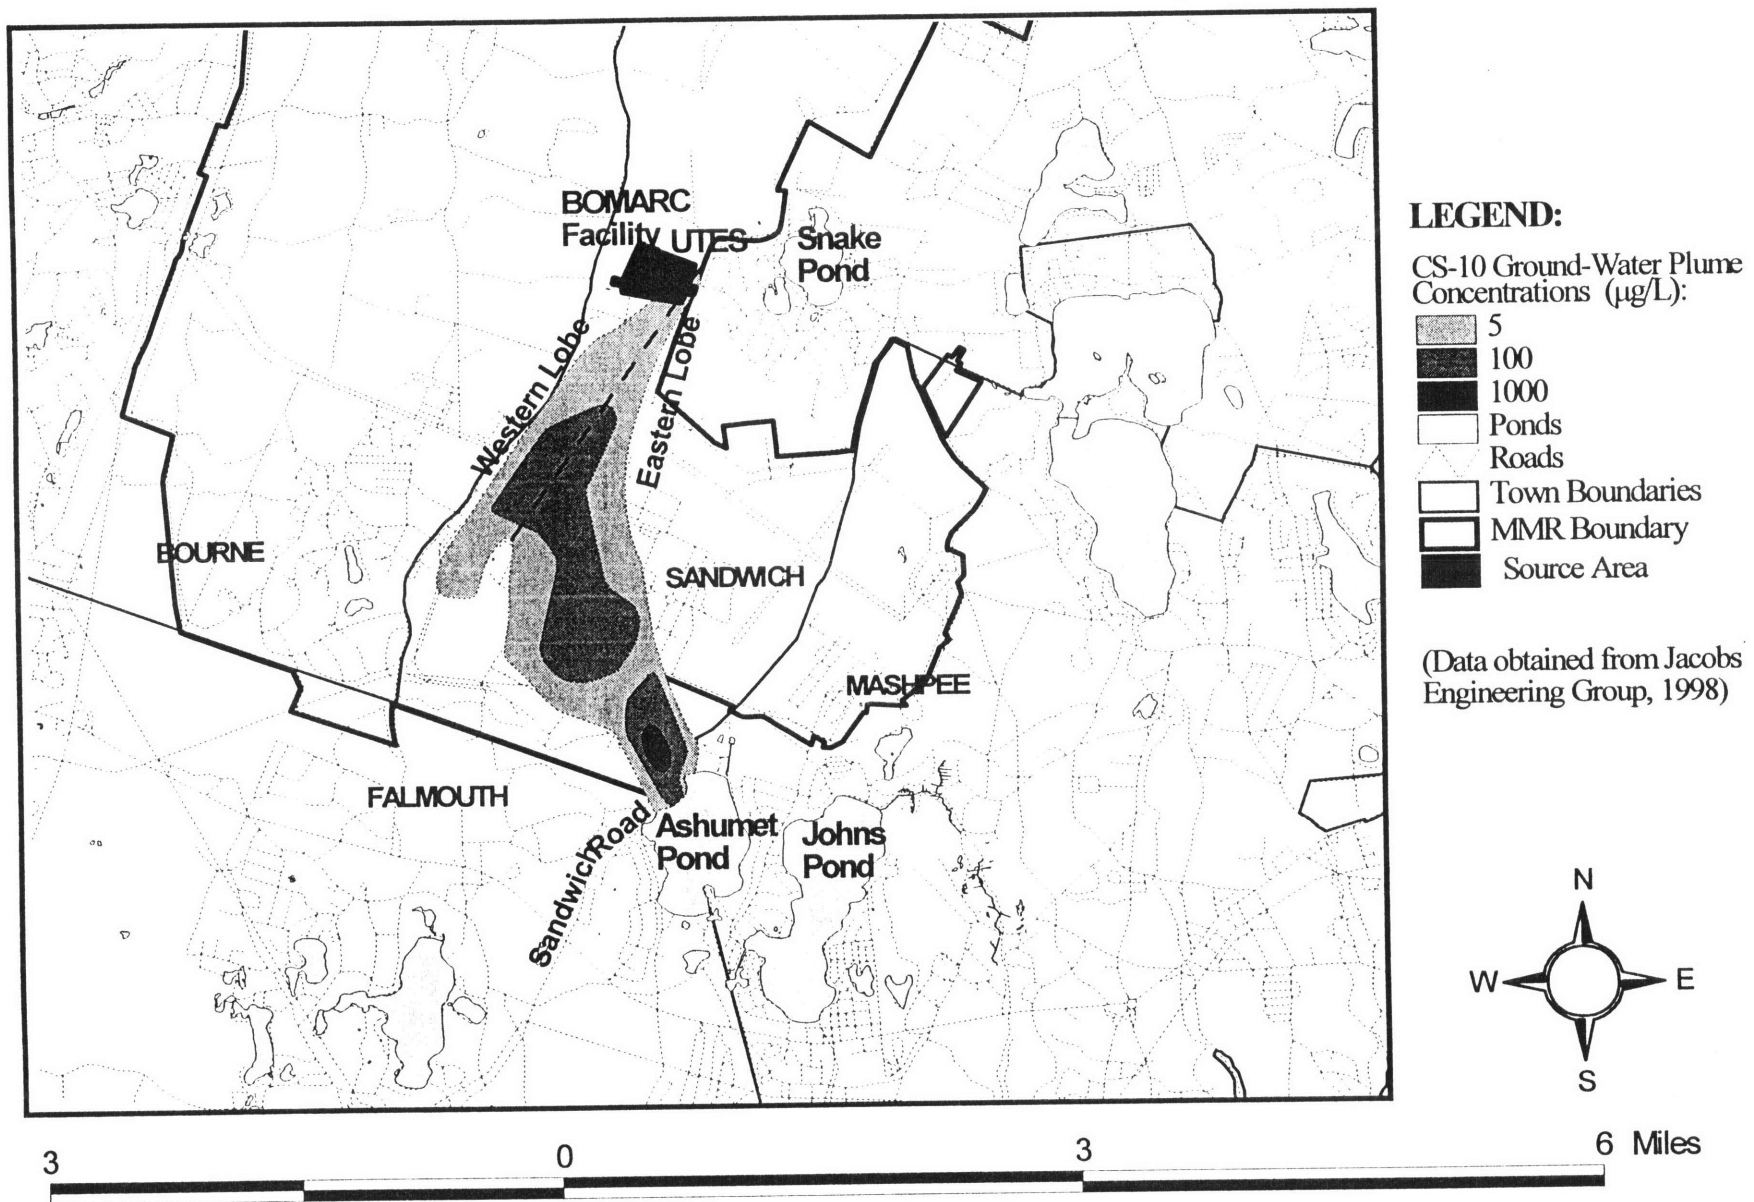 BOMARC
Facility UTES
Snake
Pond
Western Lobe
Eastern Lobe
BOURNE
SANDWICH
MASHPEE
FALMOUTH
Sandwich Road
Ashumet
Pond
Johns
Pond
LEGEND:
CS-10 Ground-Water Plume
Concentrations (µg/L):
5
100
1000
Ponds
Roads
Town Boundaries
MMR Boundary
Source Area
(Data obtained from Jacobs
Engineering Group, 1998)
N
W E
S
3 0 3 6 Miles